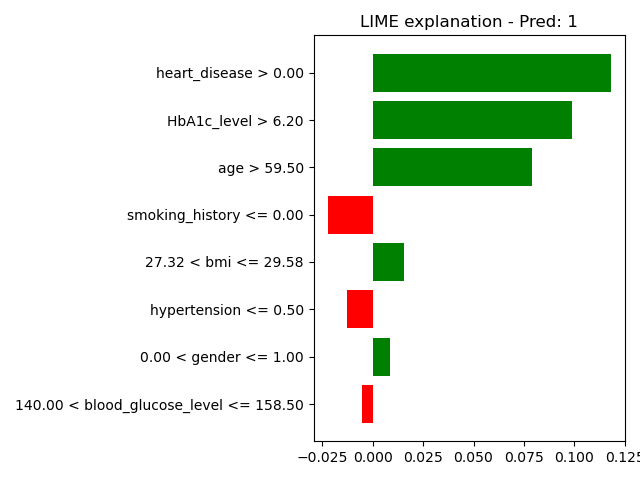 LIME explanation - Pred: 1
heart_disease > 0.00
HbA1c_level > 6.20
age > 59.50
smoking_history <= 0.00
27.32 < bmi <= 29.58
hypertension <= 0.50
0.00 < gender <= 1.00
140.00 < blood_glucose_level <= 158.50
−0.025 0.000 0.025 0.050 0.075 0.100 0.125